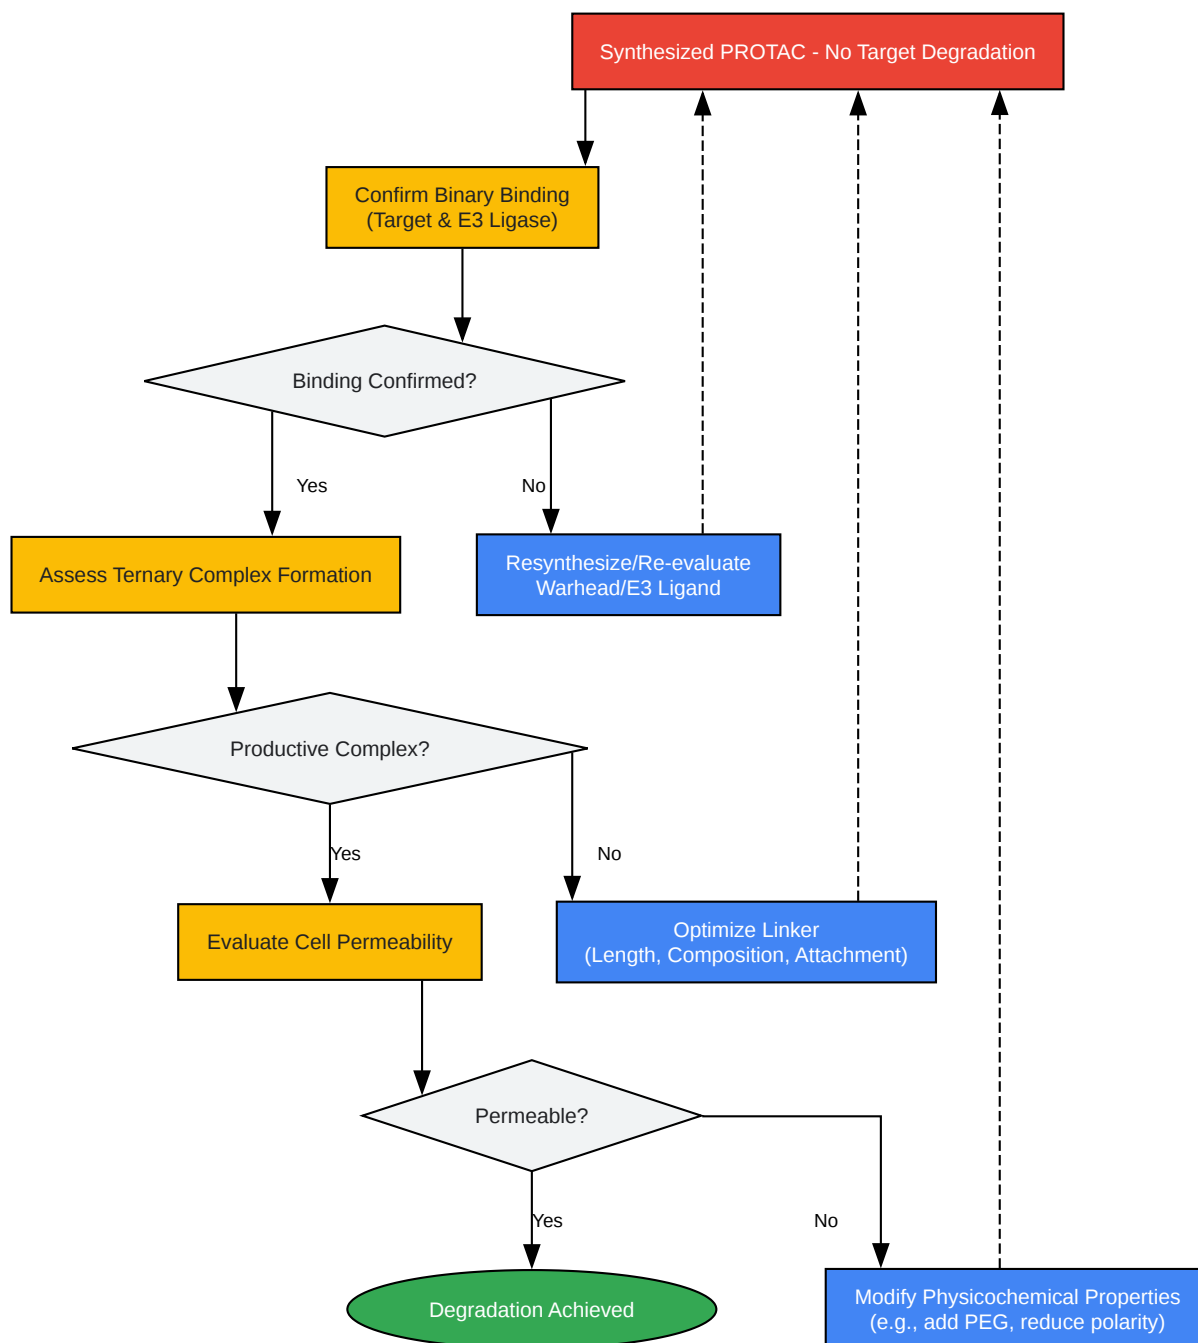 Synthesized PROTAC - No Target Degradation
Confirm Binary Binding
(Target & E3 Ligase)
Binding Confirmed?
Yes
No
Assess Ternary Complex Formation
Resynthesize/Re-evaluate
Warhead/E3 Ligand
Productive Complex?
Yes
No
Evaluate Cell Permeability
Optimize Linker
(Length, Composition, Attachment)
Permeable?
Yes
No
Degradation Achieved
Modify Physicochemical Properties
(e.g., add PEG, reduce polarity)